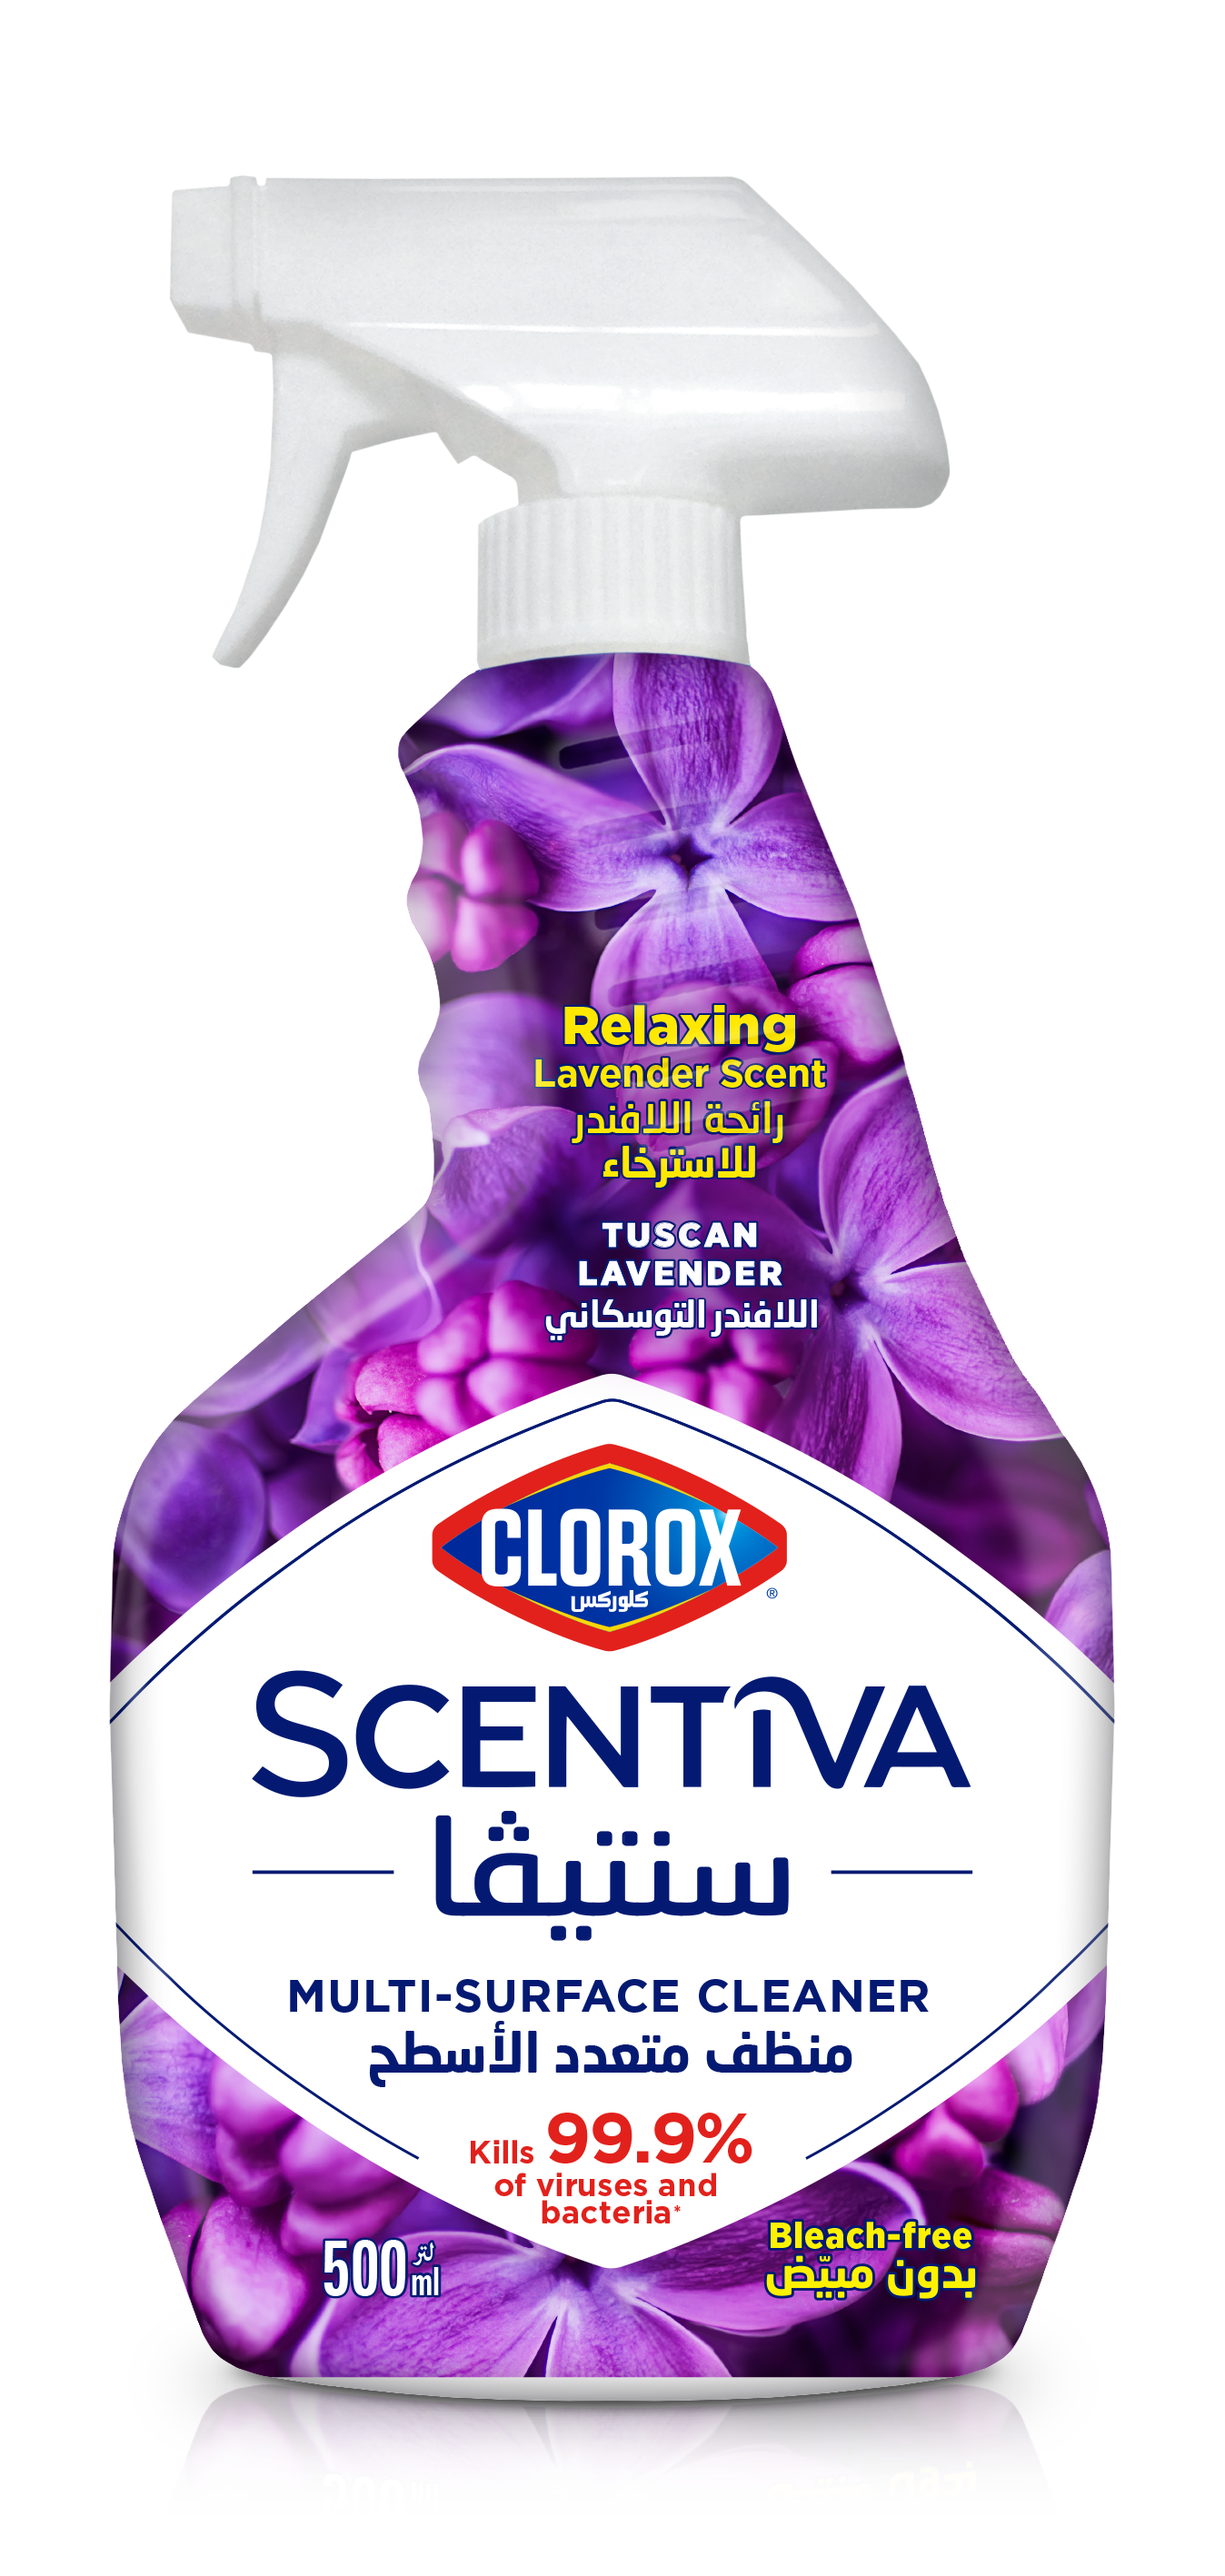 Relaxing
Lavender Scent
رائحة اللافندر
للاسترخاء
TUSCAN
LAVENDER
اللافندر التوسكاني
CLOROX
كلوركس
®
SCENTIVA
سنتيڤا
MULTI-SURFACE CLEANER
منظف متعدد الأسطح
Kills 99.9%
of viruses and
bacteria*
500 لتر ml
Bleach-free
بدون مبيّض